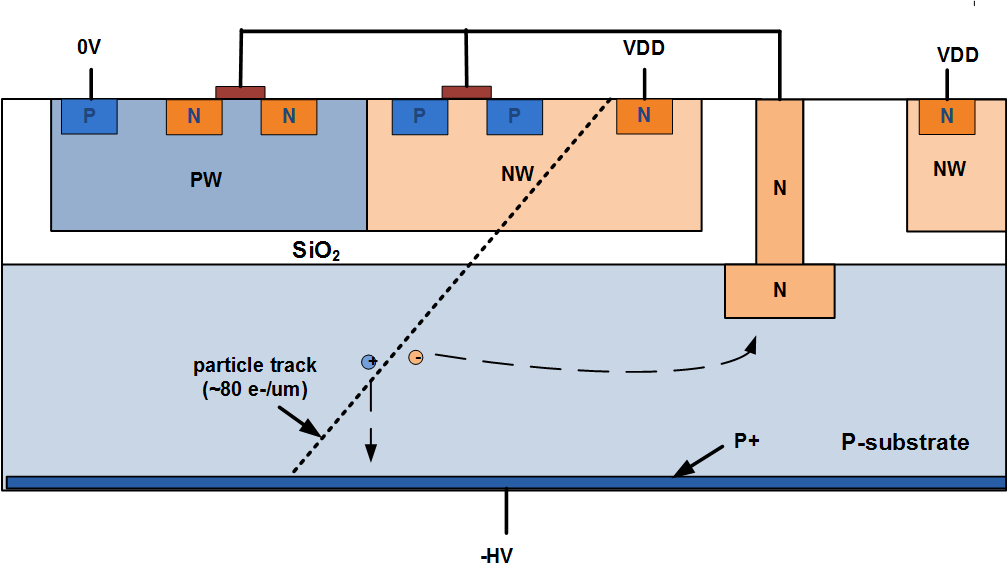 0V
VDD
VDD
P
N
N
P
P
N
N
PW
NW
N
NW
SiO₂
N
+
-
particle track
(~80 e-/um)
P+
P-substrate
-HV